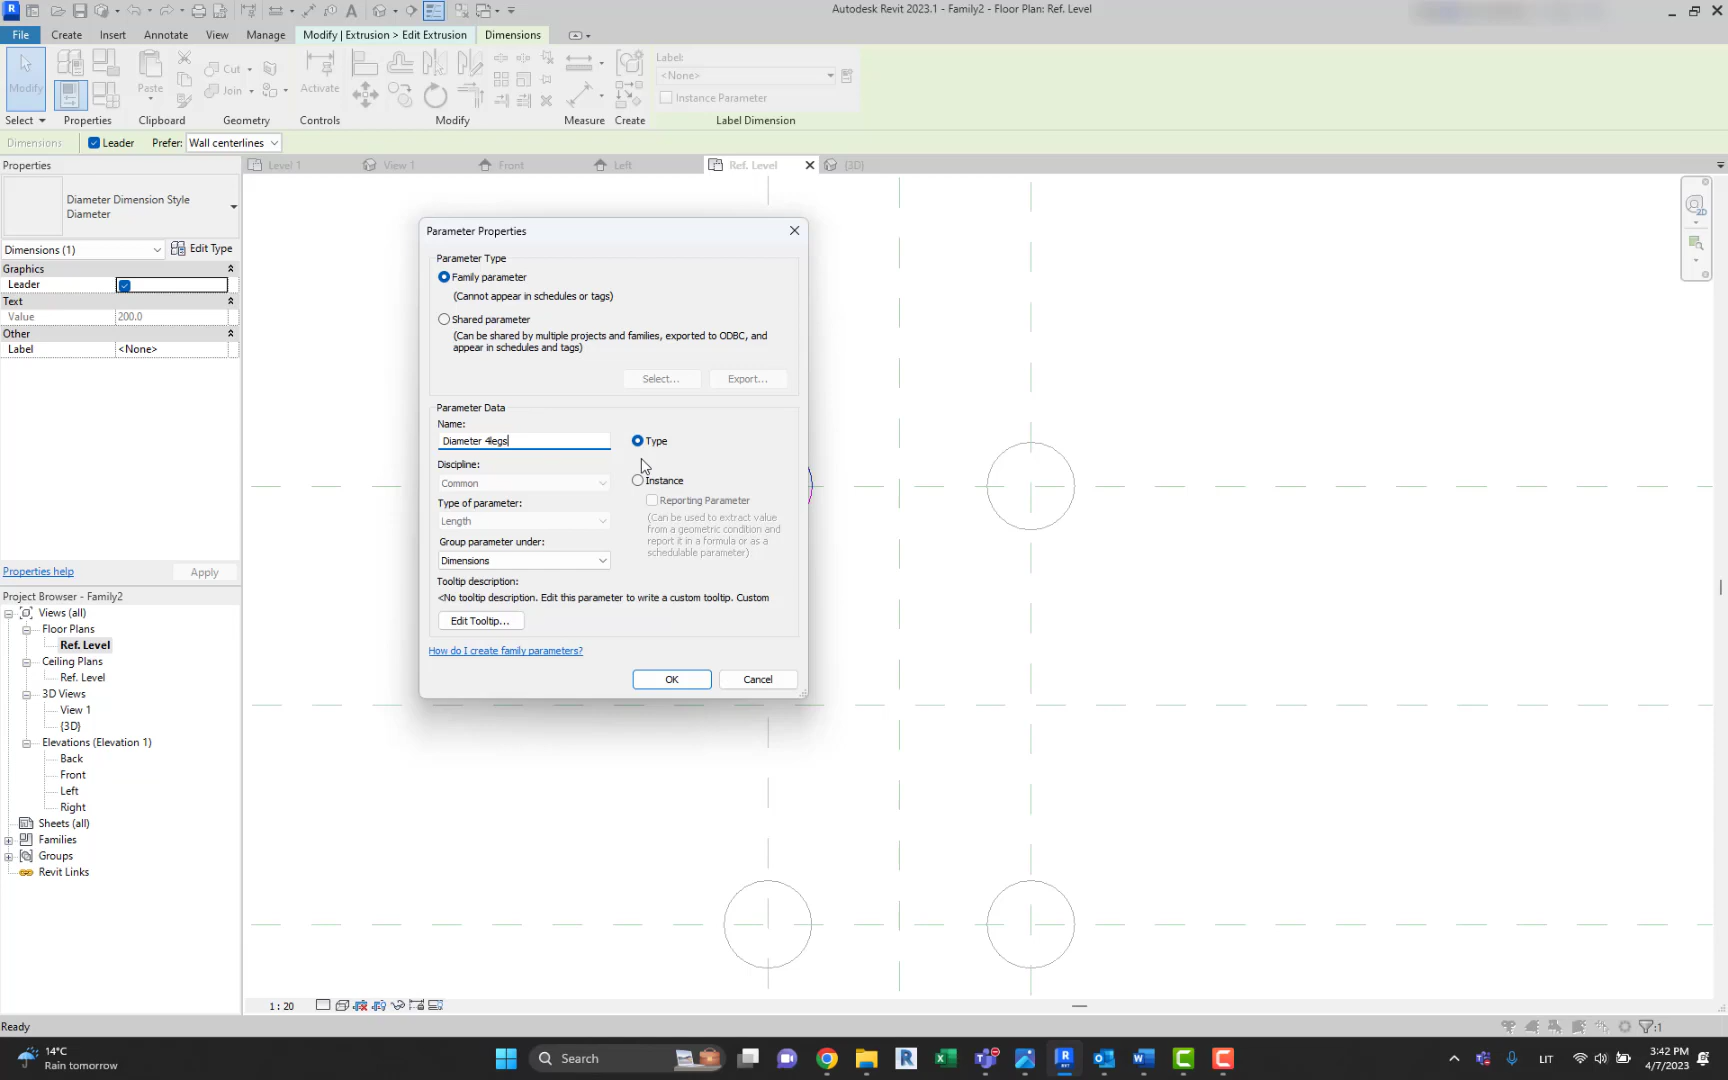 Autodesk Revit 2023.1 - Family2 - Floor Plan: Ref. Level
File Create Insert Annotate View Manage Modify | Extrusion > Edit Extrusion Dimensions
Modify Paste Cut Join Activate Label:
<None>
Instance Parameter
Select Properties Clipboard Geometry Controls Modify Measure Create Label Dimension
Dimensions Leader Prefer: Wall centerlines
Properties
Level 1 View 1 Front Left Ref. Level {3D}
Diameter Dimension Style
Diameter
Dimensions (1) Edit Type
Graphics
Leader
Text
Value 200.0
Other
Label <None>
Properties help Apply
Parameter Properties
Parameter Type
Family parameter
(Cannot appear in schedules or tags)
Shared parameter
(Can be shared by multiple projects and families, exported to ODBC, and
appear in schedules and tags)
Select... Export...
Parameter Data
Name:
Diameter 4legs Type
Discipline:
Common Instance
Type of parameter: Reporting Parameter
Length (Can be used to extract value
from a geometric condition and
report it in a formula or as a
schedulable parameter)
Group parameter under:
Dimensions
Tooltip description:
<No tooltip description. Edit this parameter to write a custom tooltip. Custom
Edit Tooltip...
How do I create family parameters?
OK Cancel
Project Browser - Family2
Views (all)
Floor Plans
Ref. Level
Ceiling Plans
Ref. Level
3D Views
View 1
{3D}
Elevations (Elevation 1)
Back
Front
Left
Right
Sheets (all)
Families
Groups
Revit Links
1 : 20
Ready
:1
14°C
Rain tomorrow
Search
LIT
3:42 PM
4/7/2023